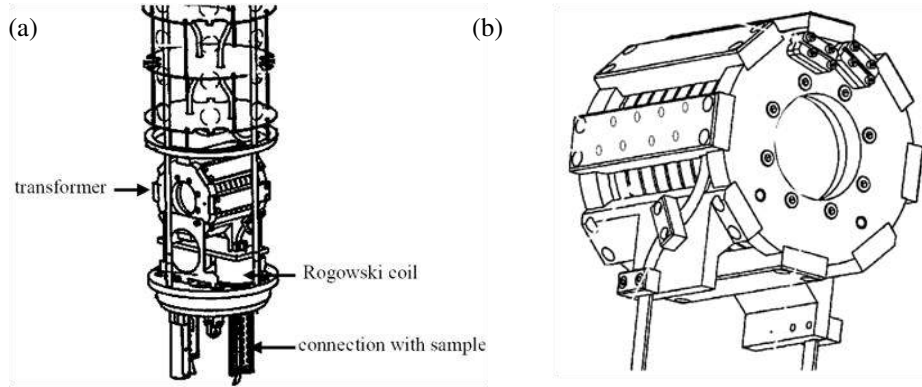 (a)
(b)
transformer
Rogowski coil
connection with sample